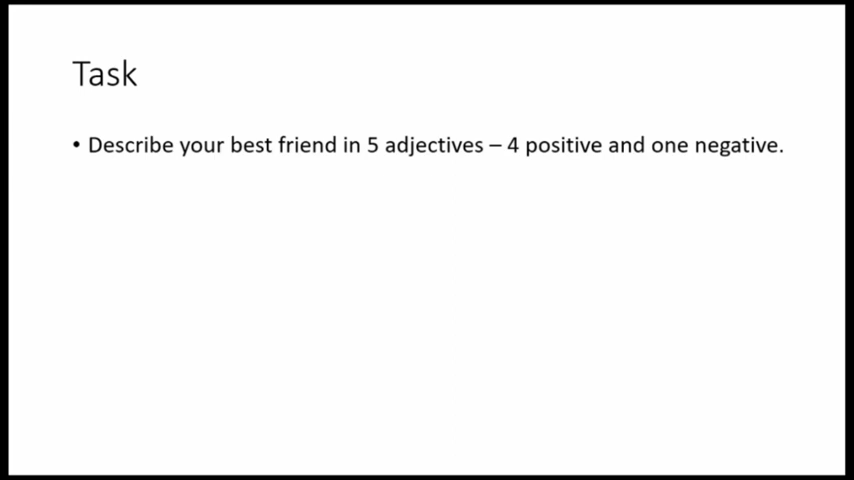 Task
• Describe your best friend in 5 adjectives – 4 positive and one negative.